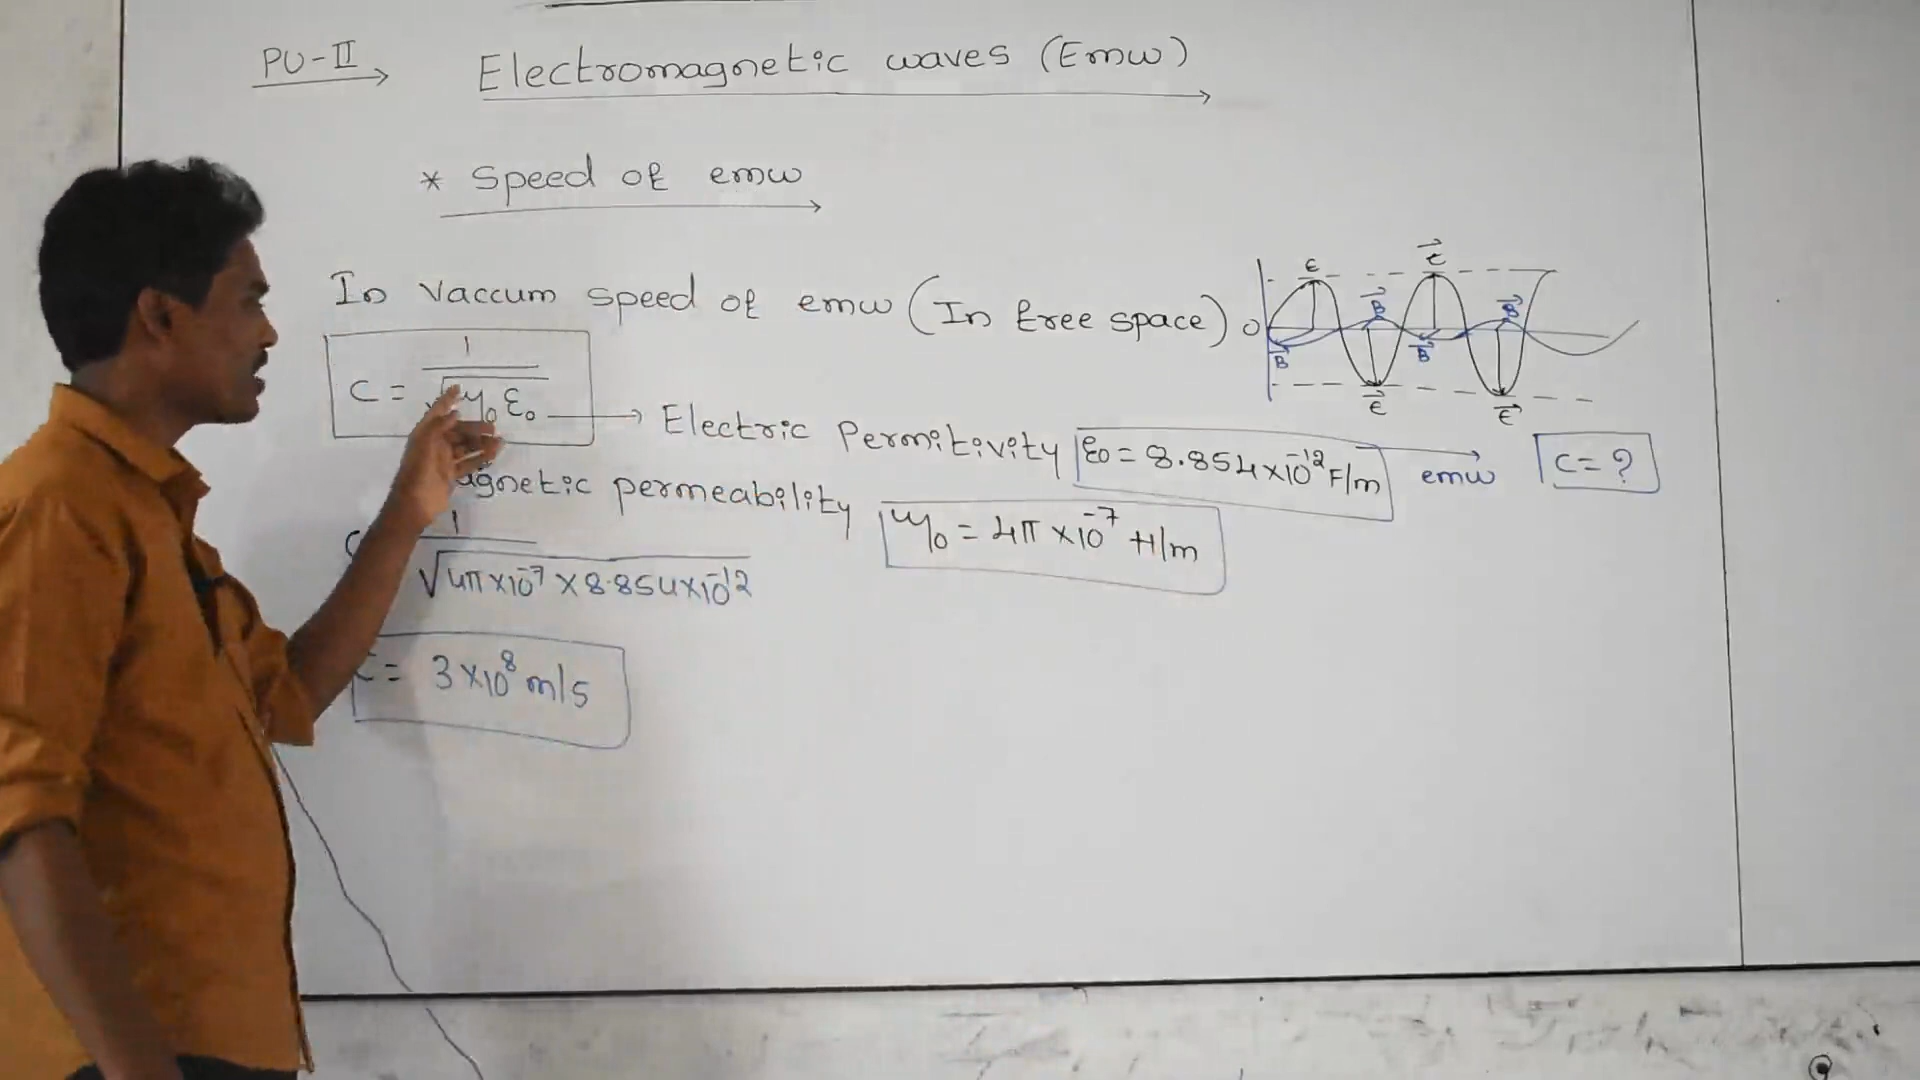 PU-II
Electromagnetic waves (Emw)
* Speed of emw
In vaccum speed of emw (In free space)
C = 1/√μ₀ε₀ → Electric Permitivity ε₀ = 8.854×10⁻¹² F/m
agnetic permeability μ₀ = 4π×10⁻⁷ H/m
1/√4π×10⁻⁷×8.854×10⁻¹²
C = 3×10⁸ m/s
0
E E
B B
B B
E E
emw C = ?